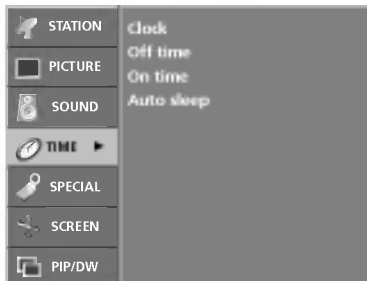 STATION
PICTURE
SOUND
TIME
SPECIAL
SCREEN
PIP/DW
Clock
Off time
On time
Auto sleep